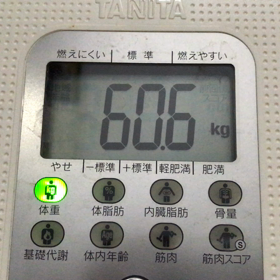 TANITA
燃えにくい 標準 燃えやすい
60.6 kg
やせ －標準 ＋標準 軽肥満 肥満
体重 体脂肪 内臓脂肪 骨量
基礎代謝 体内年齢 筋肉 筋肉スコア
S